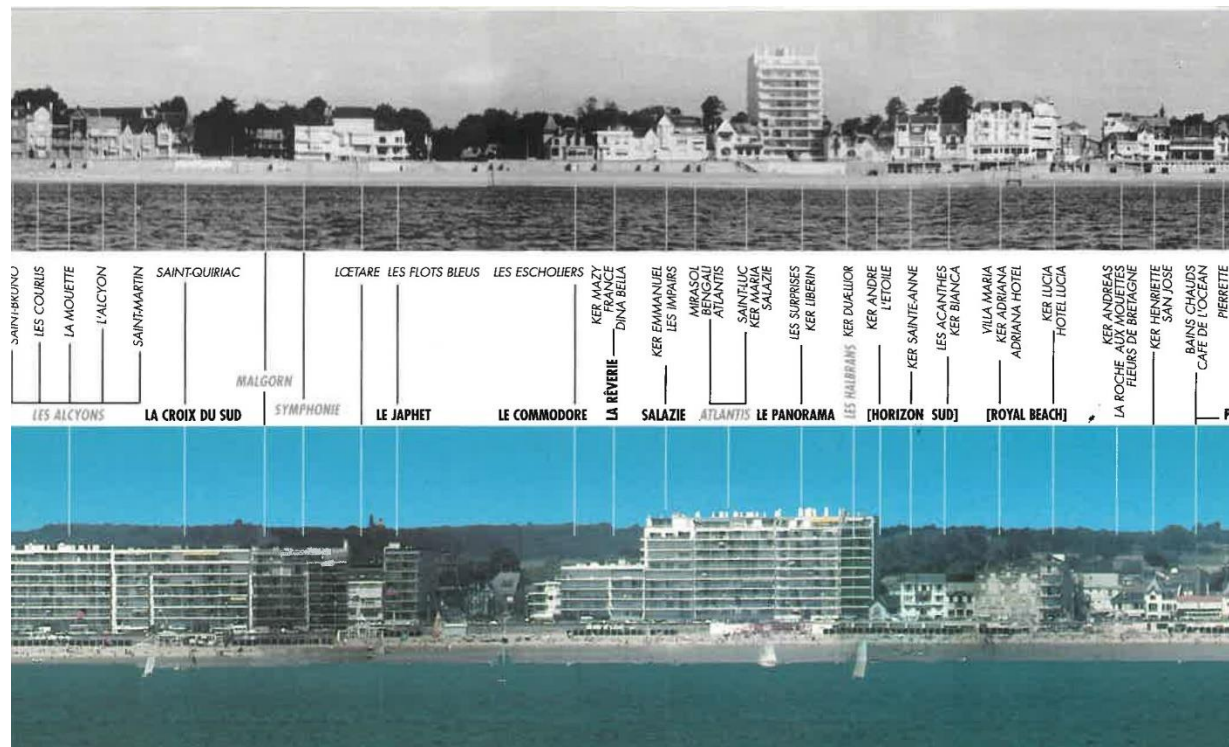 SAINT-BRUNO
LES COURLIS
LA MOUETTE
L'ALCYON
SAINT-MARTIN
SAINT-QUIRIAC
LŒTARE
LES FLOTS BLEUS
LES ESCHOLIERS
KER MAZY
FRANCE
DINA BELLA
KER EMMANUEL
LES IMPAIRS
MIRASOL
BENGALI
ATLANTIS
SAINT-LUC
KER MARIA
SALAZIE
LES SURPRISES
KER LIBERIN
KER DUÆLLIOR
KER ANDRE
L'ETOILE
KER SAINTE-ANNE
LES ACANTHES
KER BIANCA
VILLA MARIA
KER ADRIANA
ADRIANA HOTEL
KER LUCIA
HOTEL LUCIA
KER ANDREAS
LA ROCHE AUX MOUETTES
FLEURS DE BRETAGNE
KER HENRIETTE
SAN JOSE
BAINS CHAUDS
CAFE DE L'OCEAN
PIERRETTE
LES ALCYONS
LA CROIX DU SUD
MALGORN
SYMPHONIE
LE JAPHET
LE COMMODORE
LA RÊVERIE
SALAZIE
ATLANTIS
LE PANORAMA
LES HALBRANS
[HORIZON SUD]
[ROYAL BEACH]